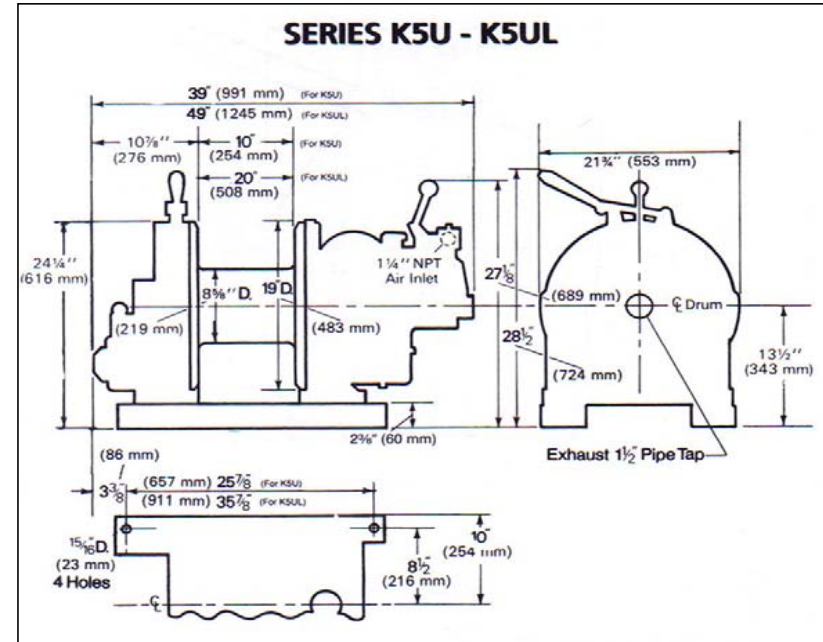 SERIES K5U - K5UL
39" (991 mm) (For K5U)
49" (1245 mm) (For K5UL)
10⅞"
(276 mm)
10"
(254 mm)
(For K5U)
20"
(508 mm)
(For K5UL)
21¾" (553 mm)
24¼"
(616 mm)
8⅝" D.
(219 mm)
19" D.
(483 mm)
1¼" NPT
Air Inlet
27⅛"
(689 mm)
28½"
(724 mm)
℄ Drum
13½"
(343 mm)
2⅜" (60 mm)
Exhaust 1½" Pipe Tap
(86 mm)
3⅜"
(657 mm) 25⅞" (For K5U)
(911 mm) 35⅞" (For K5UL)
15/16" D.
(23 mm)
4 Holes
10"
(254 mm)
8½"
(216 mm)
℄